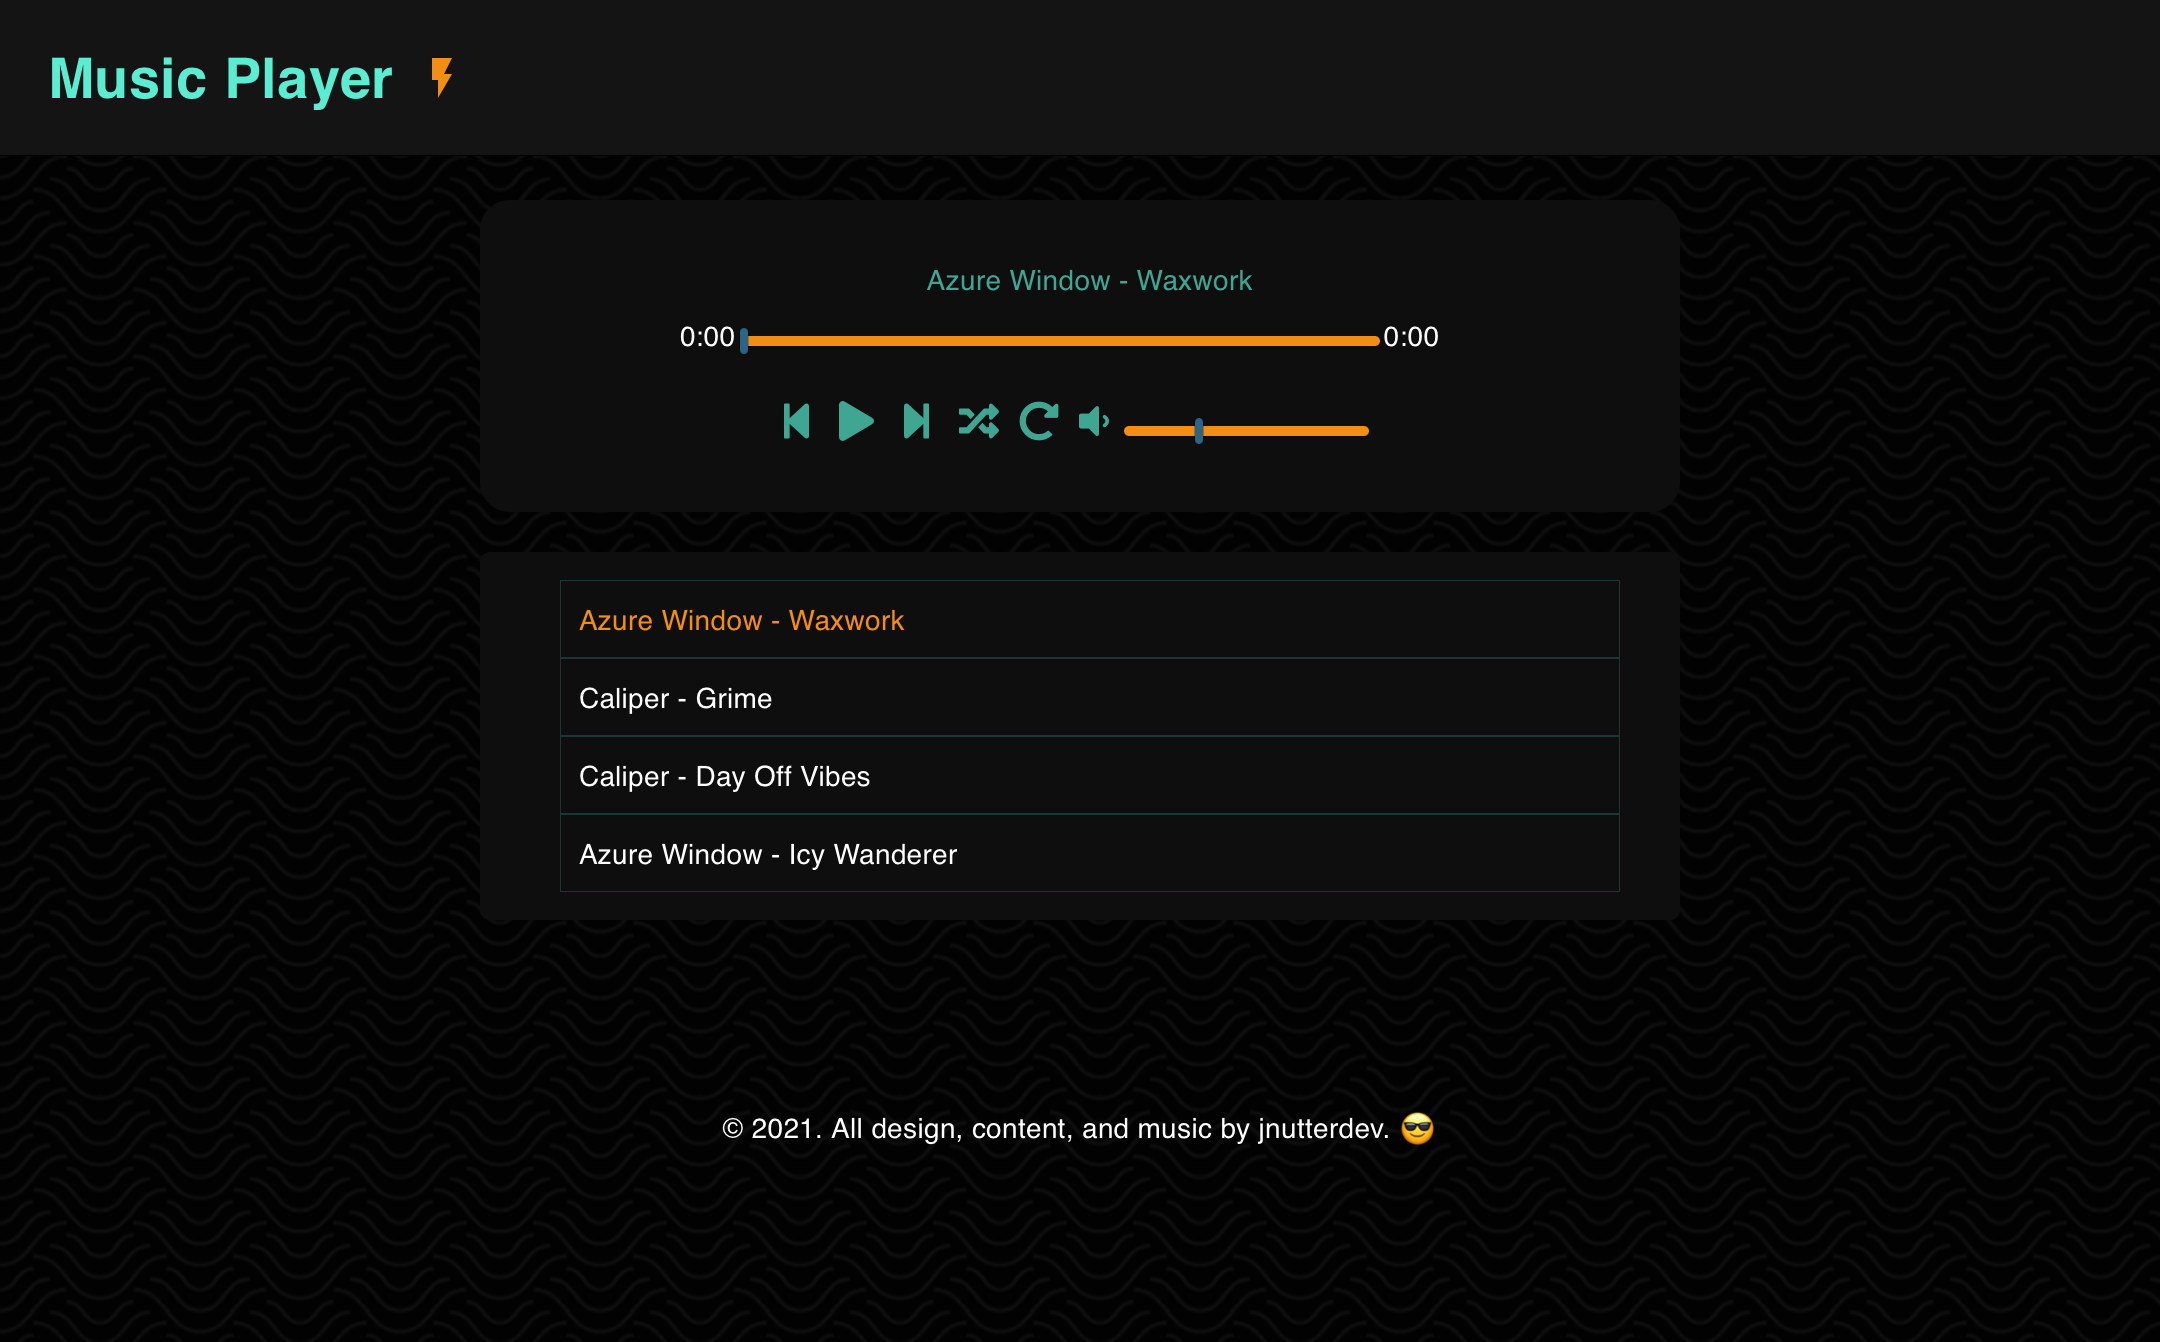 Music Player
Azure Window - Waxwork
0:00 0:00
Azure Window - Waxwork
Caliper - Grime
Caliper - Day Off Vibes
Azure Window - Icy Wanderer
© 2021. All design, content, and music by jnutterdev. 😎